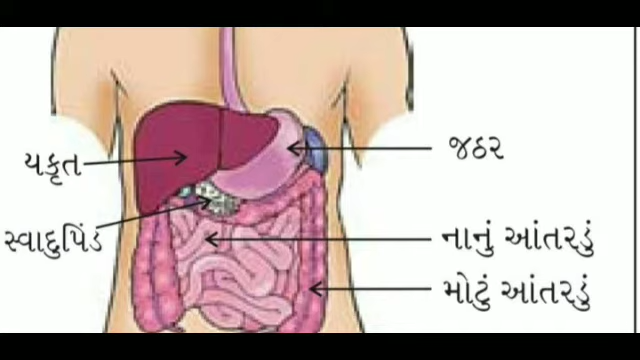 યકૃત
જઠર
સ્વાદુપિંડ
નાનું આંતરડું
મોટું આંતરડું